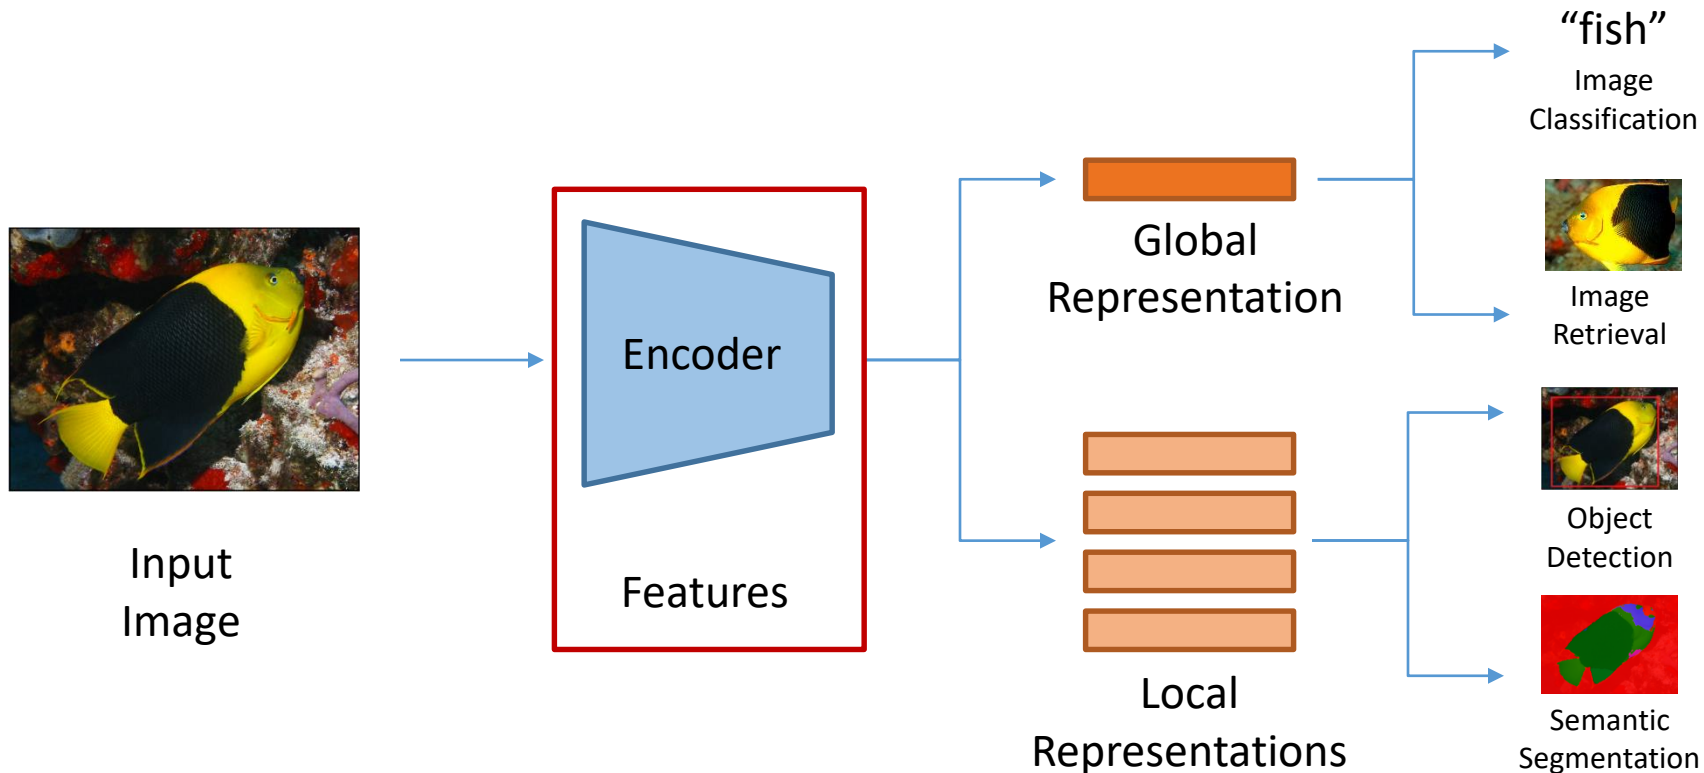 Input
Image
Encoder
Features
Global
Representation
Local
Representations
“fish”
Image
Classification
Image
Retrieval
Object
Detection
Semantic
Segmentation